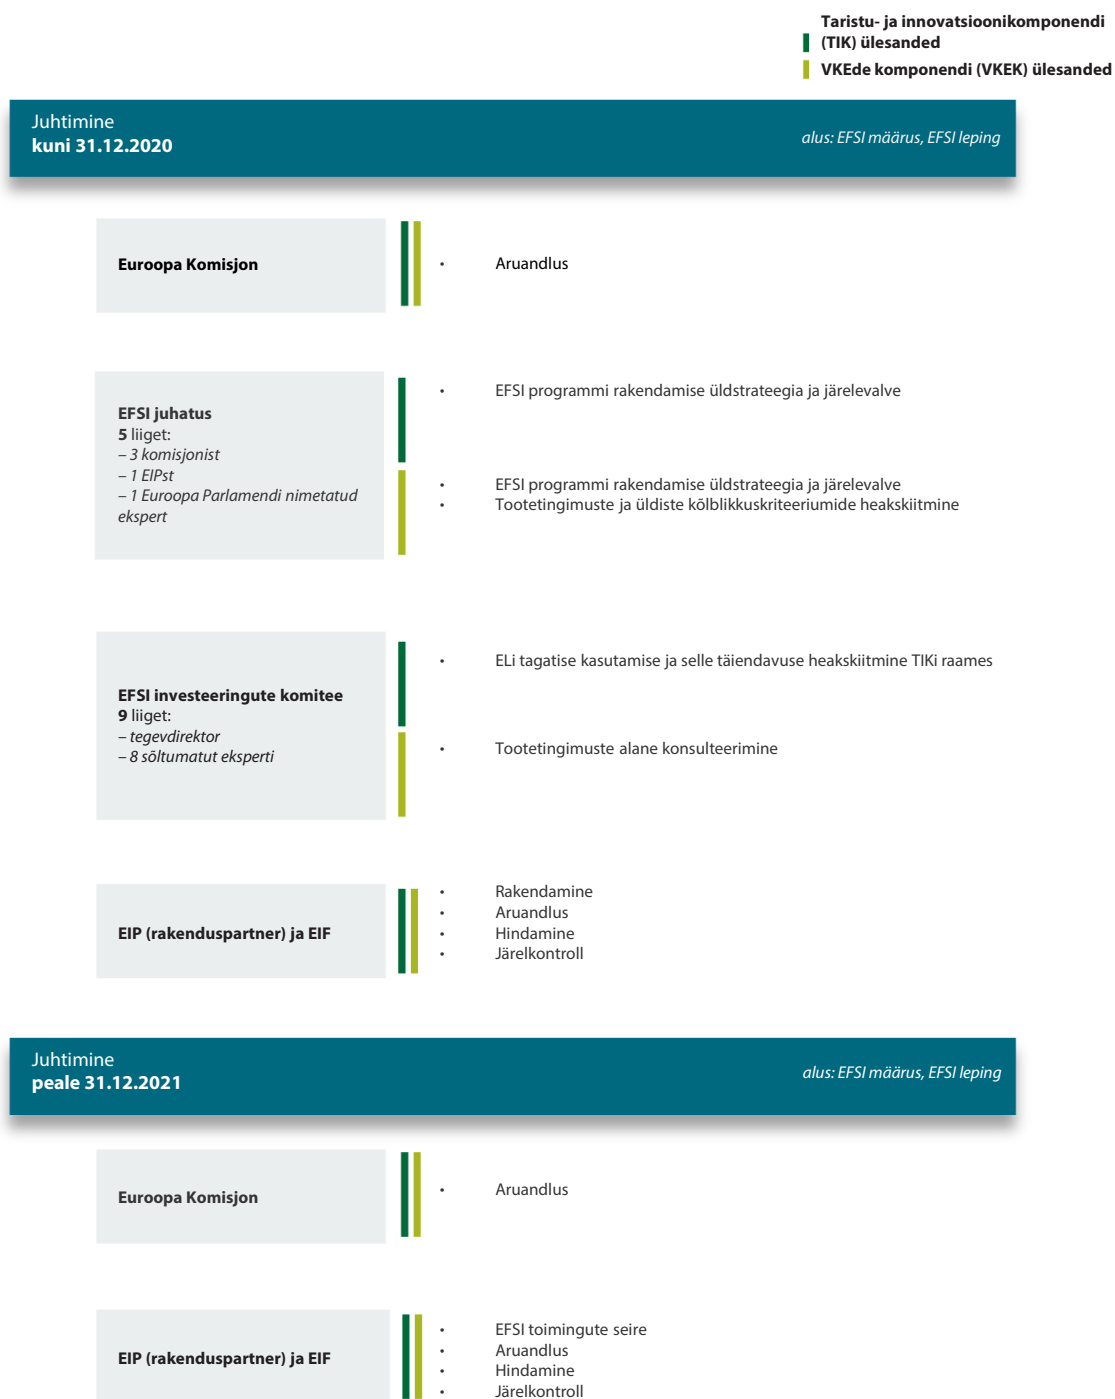 Taristu- ja innovatsioonikomponendi
(TIK) ülesanded
VKEde komponendi (VKEK) ülesanded
Juhtimine
kuni 31.12.2020
alus: EFSI määrus, EFSI leping
Euroopa Komisjon
• Aruandlus
EFSI juhatus
5 liiget:
– 3 komisjonist
– 1 EIPst
– 1 Euroopa Parlamendi nimetatud
ekspert
• EFSI programmi rakendamise üldstrateegia ja järelevalve
• EFSI programmi rakendamise üldstrateegia ja järelevalve
• Tootetingimuste ja üldiste kõlblikkuskriteeriumide heakskiitmine
EFSI investeeringute komitee
9 liiget:
– tegevdirektor
– 8 sõltumatut eksperti
• ELi tagatise kasutamise ja selle täiendavuse heakskiitmine TIKi raames
• Tootetingimuste alane konsulteerimine
EIP (rakenduspartner) ja EIF
• Rakendamine
• Aruandlus
• Hindamine
• Järelkontroll
Juhtimine
peale 31.12.2021
alus: EFSI määrus, EFSI leping
Euroopa Komisjon
• Aruandlus
EIP (rakenduspartner) ja EIF
• EFSI toimingute seire
• Aruandlus
• Hindamine
• Järelkontroll